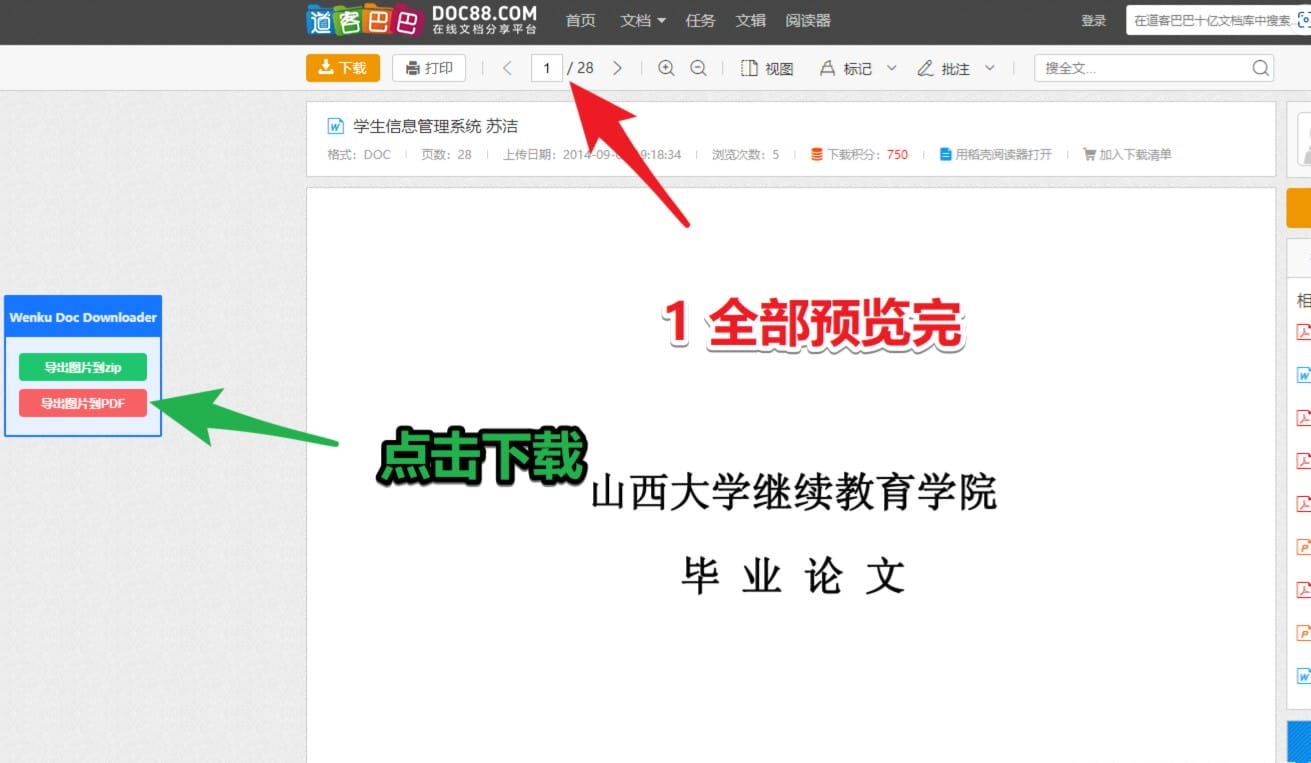 道客巴巴 DOC88.COM 在线文档分享平台 首页 文档 任务 文辑 阅读器 登录 在道客巴巴十亿文档库中搜索...
下载 打印 1 / 28 视图 标记 批注 搜全文...
学生信息管理系统 苏洁
格式: DOC 页数: 28 上传日期: 2014-09- 9:18:34 浏览次数: 5 下载积分: 750 用稻壳阅读器打开 加入下载清单
Wenku Doc Downloader
导出图片到zip
导出图片到PDF
1 全部预览完
点击下载
山西大学继续教育学院
毕 业 论 文